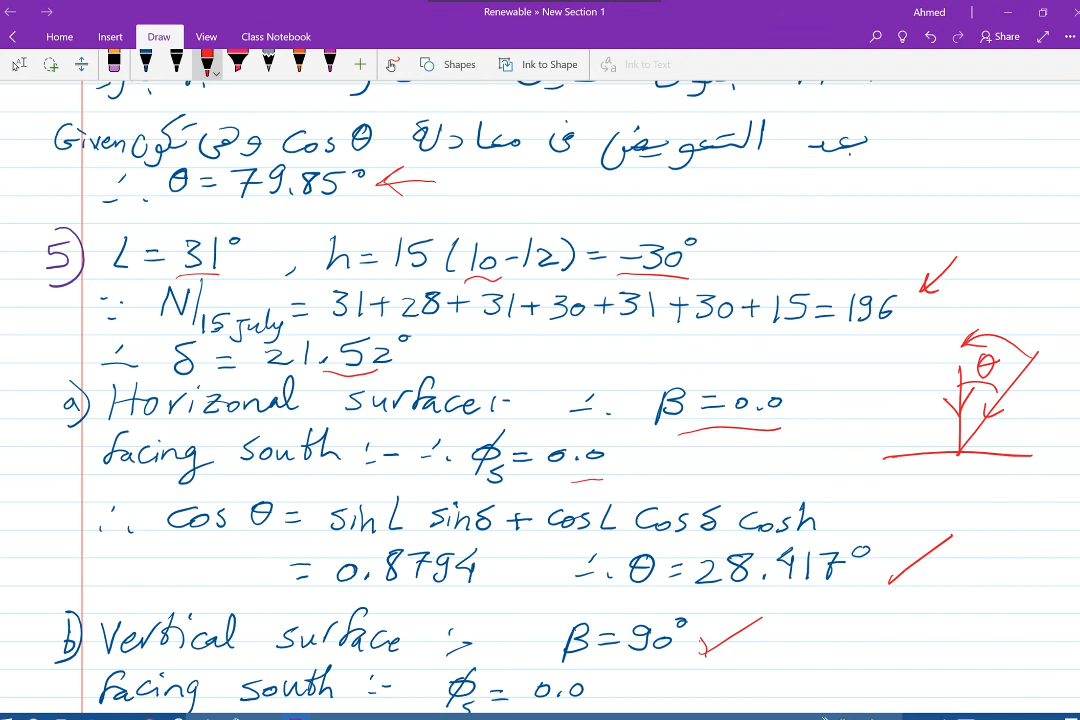 Renewable » New Section 1
Ahmed
Home Insert Draw View Class Notebook
Share
Shapes Ink to Shape Ink to Text
بعد التعويض فى معادلة cos θ وهى تكون Given
∴ θ = 79.85°
5) L = 31° , h = 15 (10-12) = -30°
∵ N/15 July = 31+28+31+30+31+30+15 = 196
∴ δ = 21.52°
a) Horizonal surface :- ∴ β = 0.0
facing south :- ∴ ϕs = 0.0
θ
∴ cos θ = sin L sin δ + cos L cos δ cos h
= 0.8794 ∴ θ = 28.417°
b) Vertical surface :- β = 90°
facing south :- ϕs = 0.0